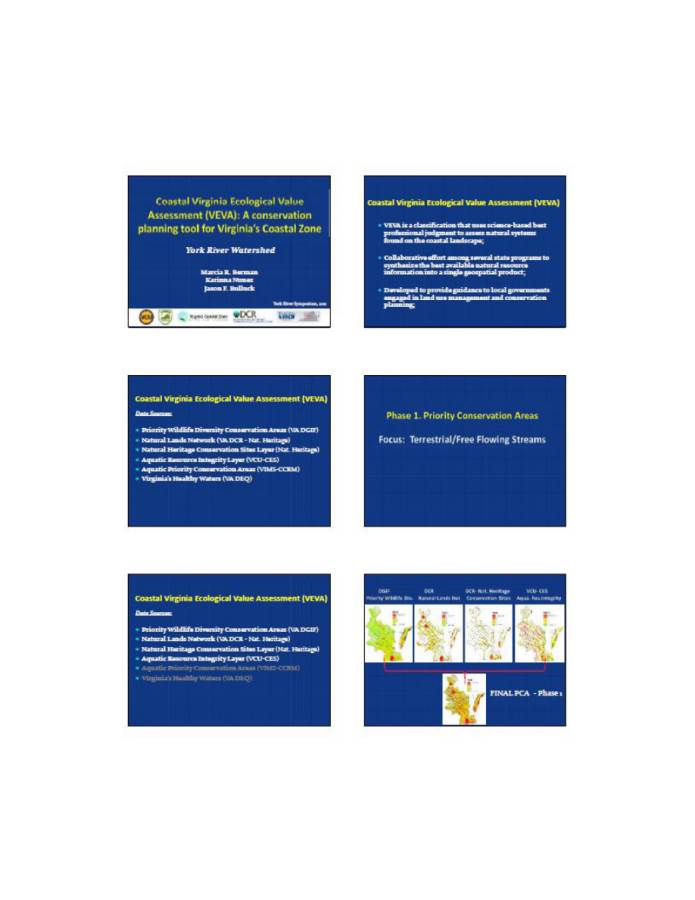 Coastal Virginia Ecological Value
Assessment (VEVA): A conservation
planning tool for Virginia's Coastal Zone
York River Watershed
Marcia R. Berman
Karinna Nunez
Jason F. Bulluck
York River Symposium,
Virginia Coastal Zone
DCR
Coastal Virginia Ecological Value Assessment (VEVA)
VEVA is a classification that uses science-based best
professional judgment to assess natural systems
found on the coastal landscape;
Collaborative effort among several state programs to
synthesize the best available natural resource
information into a single geospatial product;
Developed to provide guidance to local governments
engaged in land use management and conservation
planning;
Coastal Virginia Ecological Value Assessment (VEVA)
Data Sources:
Priority Wildlife Diversity Conservation Areas (VA DGIF)
Natural Lands Network (VA DCR - Nat. Heritage)
Natural Heritage Conservation Sites Layer (Nat. Heritage)
Aquatic Resource Integrity Layer (VCU-CES)
Aquatic Priority Conservation Areas (VIMS-CCRM)
Virginia's Healthy Waters (VA DEQ)
Phase 1. Priority Conservation Areas
Focus: Terrestrial/Free Flowing Streams
Coastal Virginia Ecological Value Assessment (VEVA)
Data Sources:
Priority Wildlife Diversity Conservation Areas (VA DGIF)
Natural Lands Network (VA DCR - Nat. Heritage)
Natural Heritage Conservation Sites Layer (Nat. Heritage)
Aquatic Resource Integrity Layer (VCU-CES)
Aquatic Priority Conservation Areas (VIMS-CCRM)
Virginia's Healthy Waters (VA DEQ)
DGIF
Priority Wildlife Div.
DCR
Natural Lands Net
DCR- Nat. Heritage
Conservation Sites
VCU- CES
Aqua. Res.Integrity
FINAL PCA - Phase 1